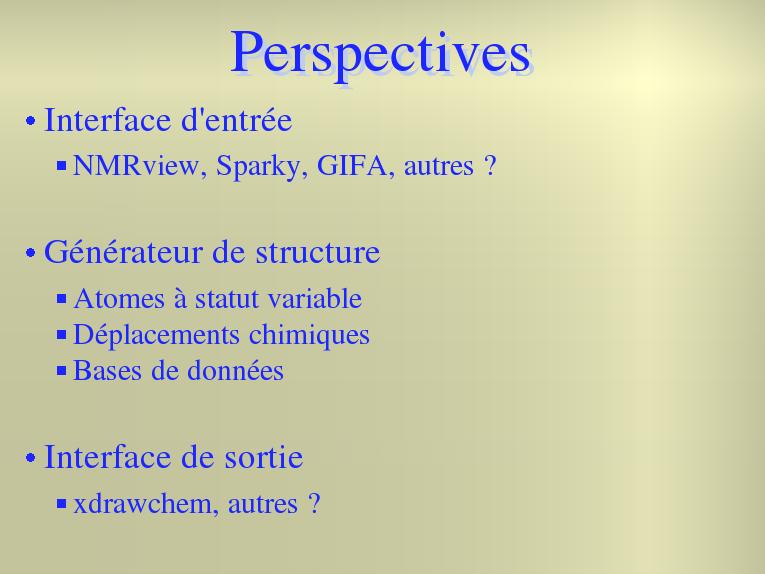 Perspectives
• Interface d'entrée
▪ NMRview, Sparky, GIFA, autres ?
• Générateur de structure
▪ Atomes à statut variable
▪ Déplacements chimiques
▪ Bases de données
• Interface de sortie
▪ xdrawchem, autres ?